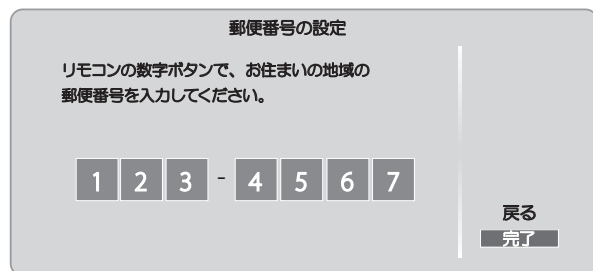 郵便番号の設定
リモコンの数字ボタンで、お住まいの地域の
郵便番号を入力してください。
1 2 3 - 4 5 6 7
戻る
完了